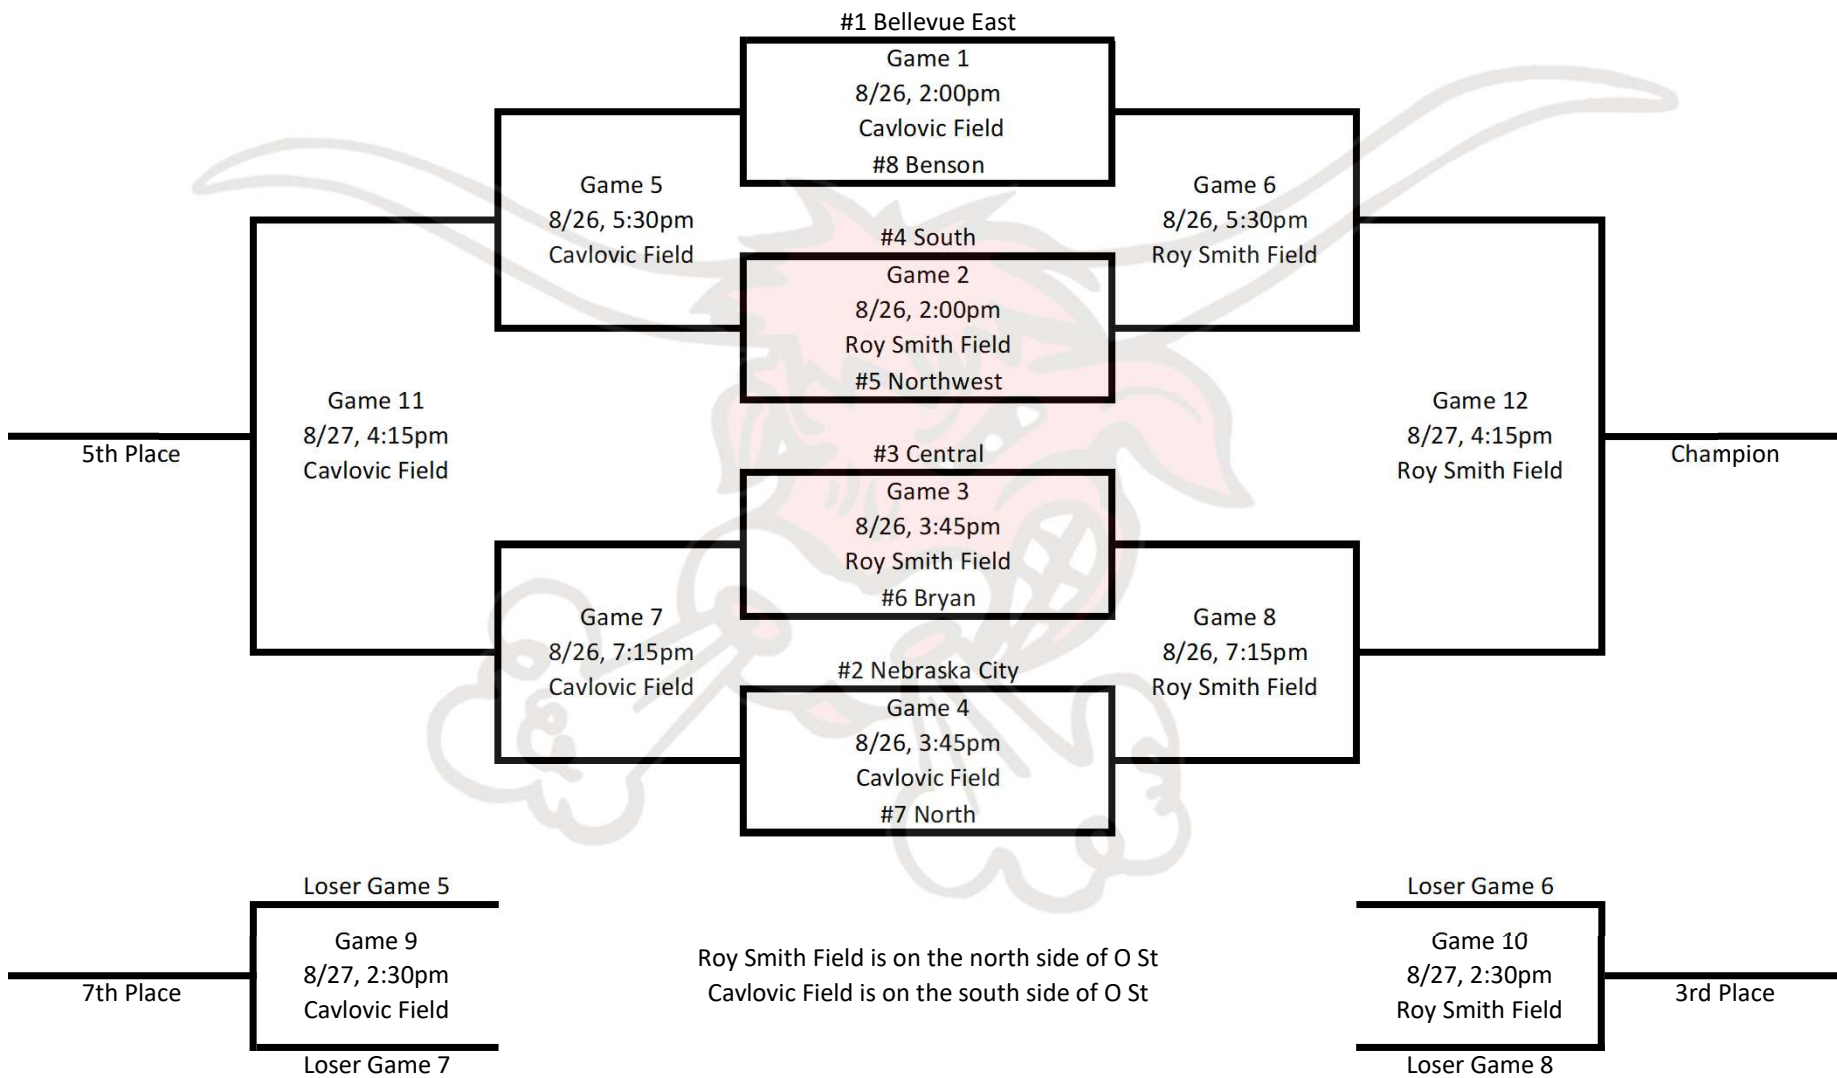 #1 Bellevue East
Game 1
8/26, 2:00pm
Cavlovic Field
#8 Benson
Game 5
8/26, 5:30pm
Cavlovic Field
Game 6
8/26, 5:30pm
Roy Smith Field
#4 South
Game 2
8/26, 2:00pm
Roy Smith Field
#5 Northwest
Game 11
8/27, 4:15pm
Cavlovic Field
5th Place
Game 12
8/27, 4:15pm
Roy Smith Field
Champion
#3 Central
Game 3
8/26, 3:45pm
Roy Smith Field
#6 Bryan
Game 7
8/26, 7:15pm
Cavlovic Field
Game 8
8/26, 7:15pm
Roy Smith Field
#2 Nebraska City
Game 4
8/26, 3:45pm
Cavlovic Field
#7 North
Loser Game 5
Game 9
8/27, 2:30pm
Cavlovic Field
Loser Game 7
7th Place
Roy Smith Field is on the north side of O St
Cavlovic Field is on the south side of O St
Loser Game 6
Game 10
8/27, 2:30pm
Roy Smith Field
Loser Game 8
3rd Place